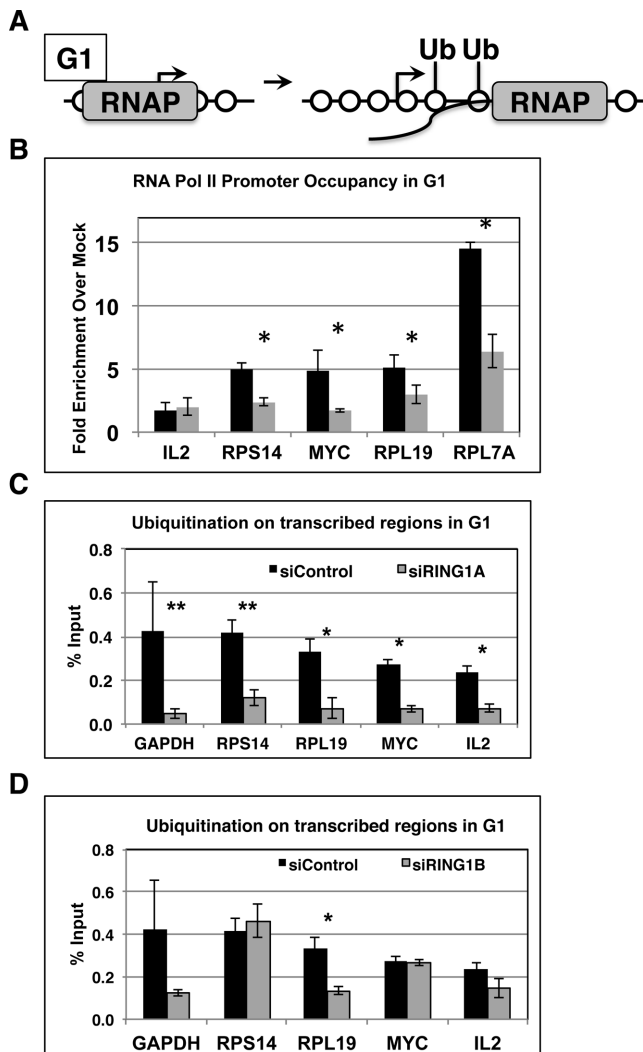 A
G1
RNAP
Ub Ub
RNAP
B
RNA Pol II Promoter Occupancy in G1
Fold Enrichment Over Mock
15
10
5
0
*
*
*
*
IL2 RPS14 MYC RPL19 RPL7A
C
Ubiquitination on transcribed regions in G1
siControl siRING1A
% Input
0.8
0.6
0.4
0.2
0.0
** ** * * *
GAPDH RPS14 RPL19 MYC IL2
D
Ubiquitination on transcribed regions in G1
siControl siRING1B
% Input
0.8
0.6
0.4
0.2
0.0
*
GAPDH RPS14 RPL19 MYC IL2